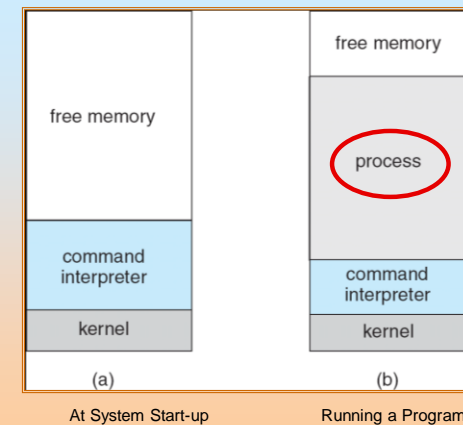 free memory
command
interpreter
kernel
(a)
At System Start-up
free memory
process
command
interpreter
kernel
(b)
Running a Program